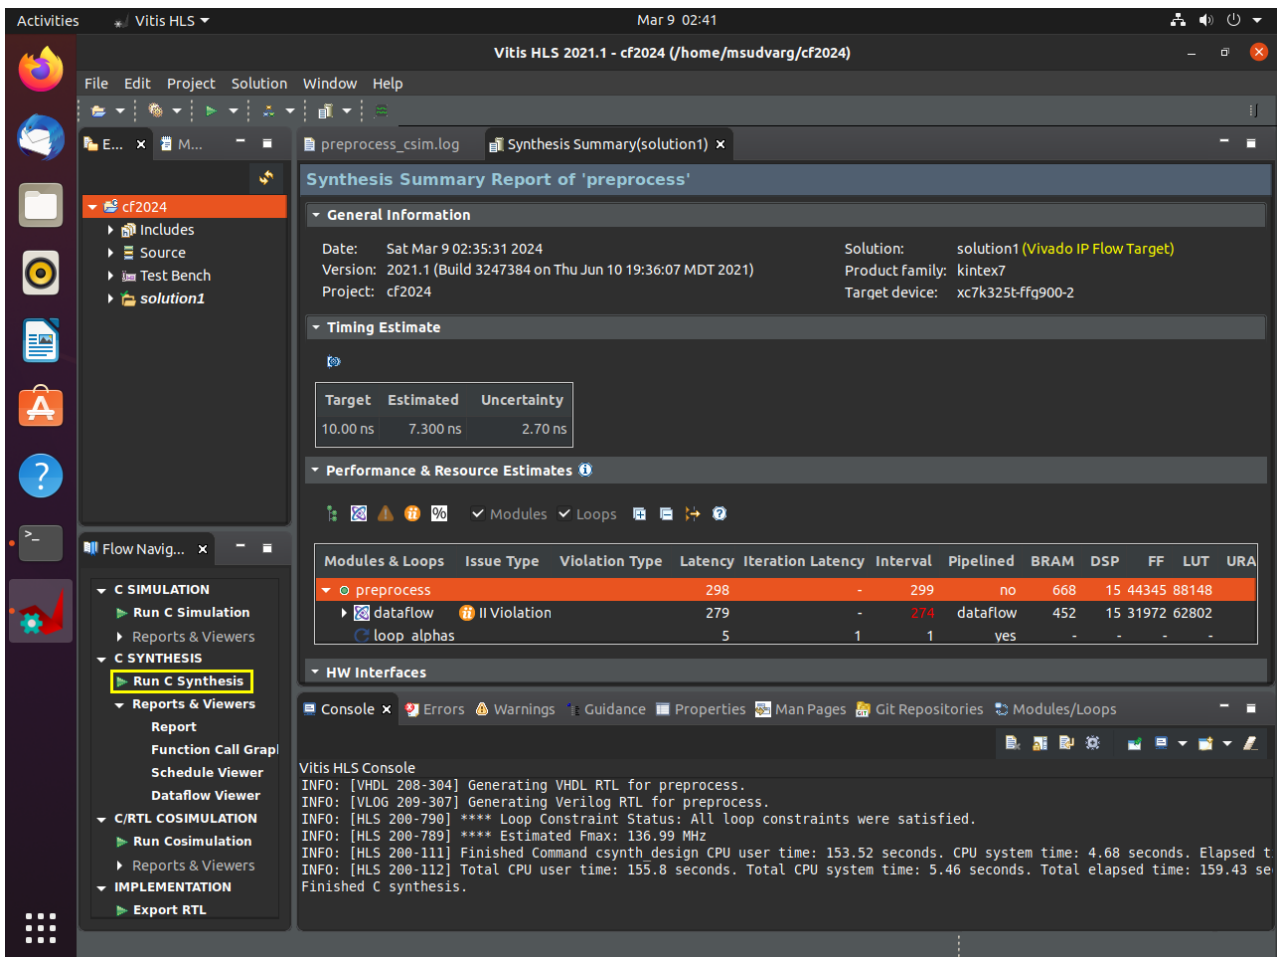 Activities Vitis HLS Mar 9 02:41
Vitis HLS 2021.1 - cf2024 (/home/msudvarg/cf2024)
File Edit Project Solution Window Help
E... M...
preprocess_csim.log Synthesis Summary(solution1)
Synthesis Summary Report of 'preprocess'
cf2024
Includes
Source
Test Bench
solution1
General Information
Date: Sat Mar 9 02:35:31 2024
Version: 2021.1 (Build 3247384 on Thu Jun 10 19:36:07 MDT 2021)
Project: cf2024
Solution: solution1 (Vivado IP Flow Target)
Product family: kintex7
Target device: xc7k325t-ffg900-2
Timing Estimate
Target Estimated Uncertainty
10.00 ns 7.300 ns 2.70 ns
Performance & Resource Estimates
% Modules Loops
Modules & Loops Issue Type Violation Type Latency Iteration Latency Interval Pipelined BRAM DSP FF LUT URA
preprocess 298 - 299 no 668 15 44345 88148
dataflow II Violation 279 - 274 dataflow 452 15 31972 62802
loop_alphas 5 1 1 yes - - - -
HW Interfaces
Flow Navig...
C SIMULATION
Run C Simulation
Reports & Viewers
C SYNTHESIS
Run C Synthesis
Reports & Viewers
Report
Function Call Grap
Schedule Viewer
Dataflow Viewer
C/RTL COSIMULATION
Run Cosimulation
Reports & Viewers
IMPLEMENTATION
Export RTL
Console Errors Warnings Guidance Properties Man Pages Git Repositories Modules/Loops
Vitis HLS Console
INFO: [VHDL 208-304] Generating VHDL RTL for preprocess.
INFO: [VLOG 209-307] Generating Verilog RTL for preprocess.
INFO: [HLS 200-790] **** Loop Constraint Status: All loop constraints were satisfied.
INFO: [HLS 200-789] **** Estimated Fmax: 136.99 MHz
INFO: [HLS 200-111] Finished Command csynth_design CPU user time: 153.52 seconds. CPU system time: 4.68 seconds. Elapsed t
INFO: [HLS 200-112] Total CPU user time: 155.8 seconds. Total CPU system time: 5.46 seconds. Total elapsed time: 159.43 se
Finished C synthesis.